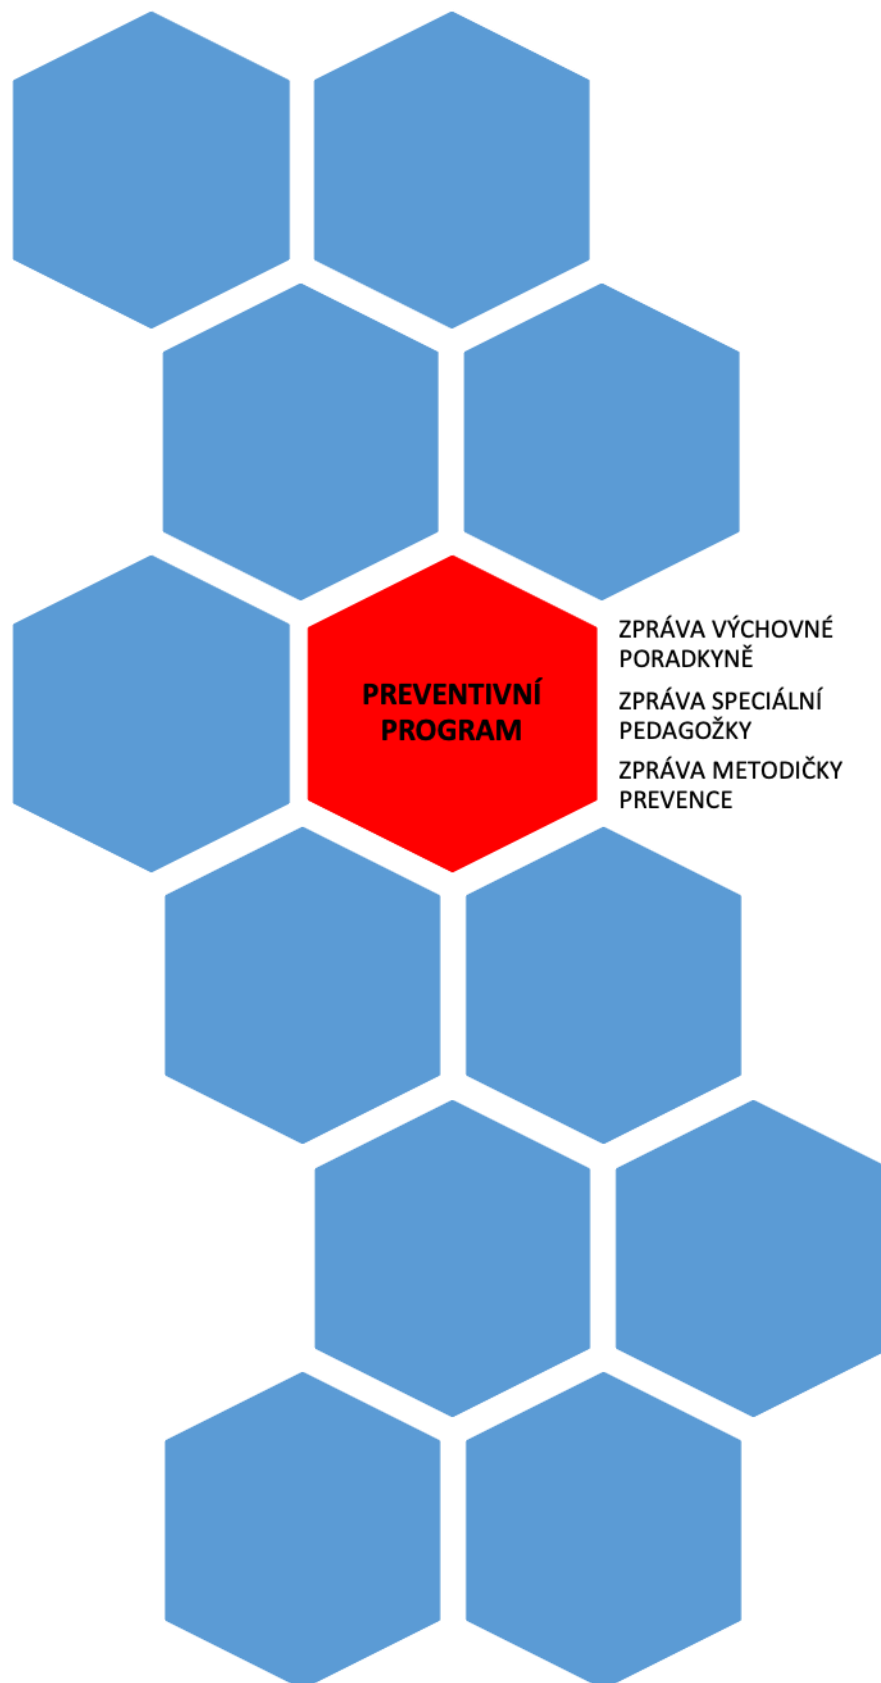 PREVENTIVNÍ
PROGRAM
ZPRÁVA VÝCHOVNÉ
PORADKYNĚ
ZPRÁVA SPECIÁLNÍ
PEDAGOŽKY
ZPRÁVA METODIČKY
PREVENCE